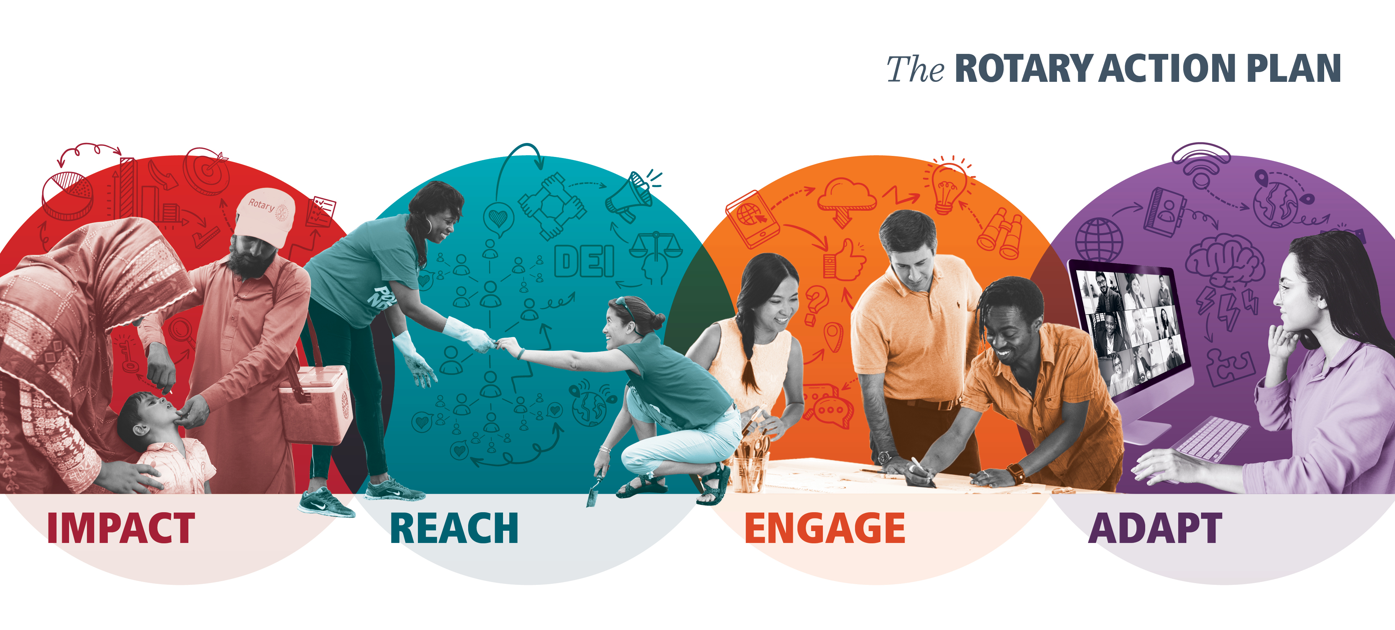 The ROTARY ACTION PLAN
Rotary
DEI
IMPACT
REACH
ENGAGE
ADAPT